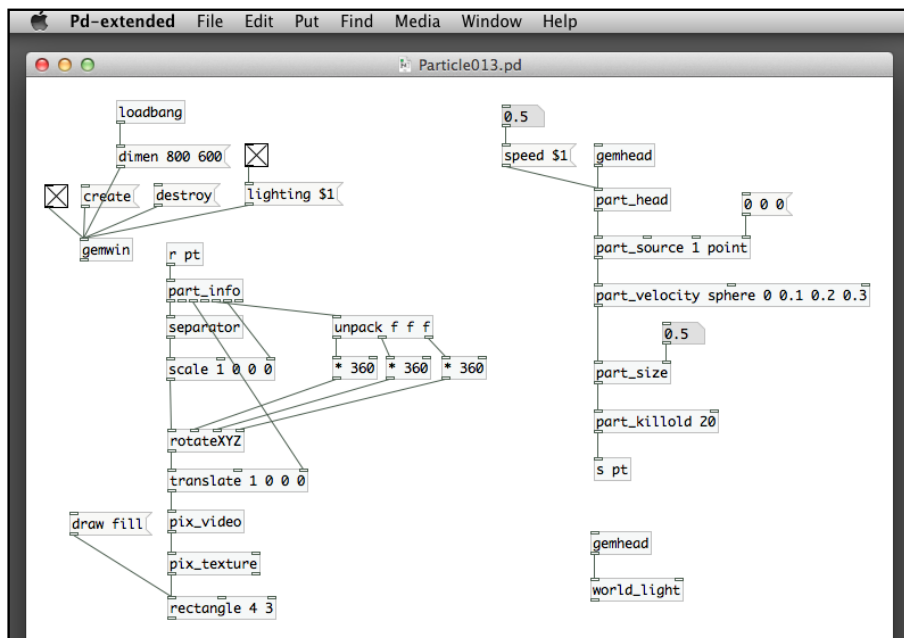 Pd-extended File Edit Put Find Media Window Help
Particle013.pd
loadbang
dimen 800 600
create
destroy
lighting $1
gemwin
r pt
part_info
separator
unpack f f f
scale 1 0 0 0
* 360
* 360
* 360
rotateXYZ
translate 1 0 0 0
draw fill
pix_video
pix_texture
rectangle 4 3
0.5
speed $1
gemhead
part_head
0 0 0
part_source 1 point
part_velocity sphere 0 0.1 0.2 0.3
0.5
part_size
part_killold 20
s pt
gemhead
world_light